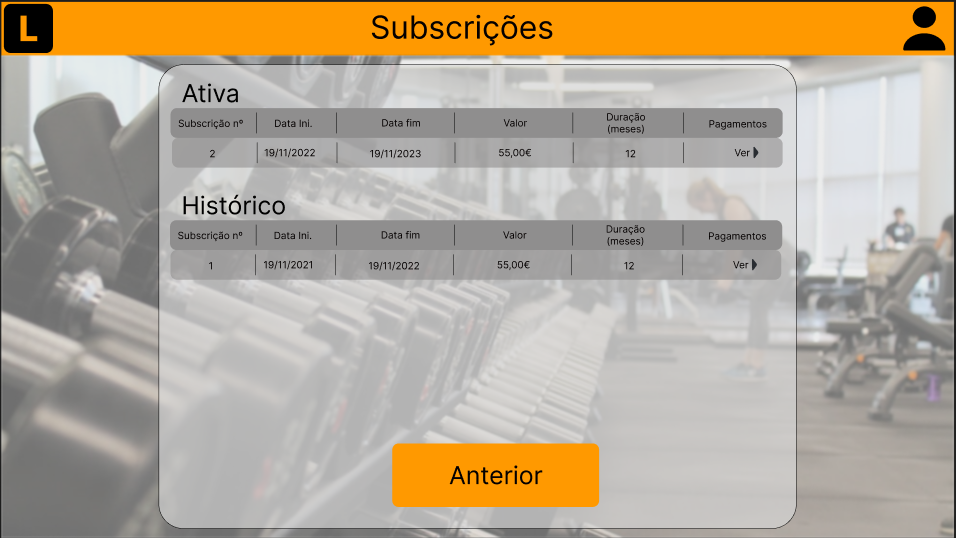 L
Subscrições
Ativa
Subscrição nº Data Ini. Data fim Valor Duração (meses) Pagamentos
2 19/11/2022 19/11/2023 55,00€ 12 Ver
Histórico
Subscrição nº Data Ini. Data fim Valor Duração (meses) Pagamentos
1 19/11/2021 19/11/2022 55,00€ 12 Ver
Anterior